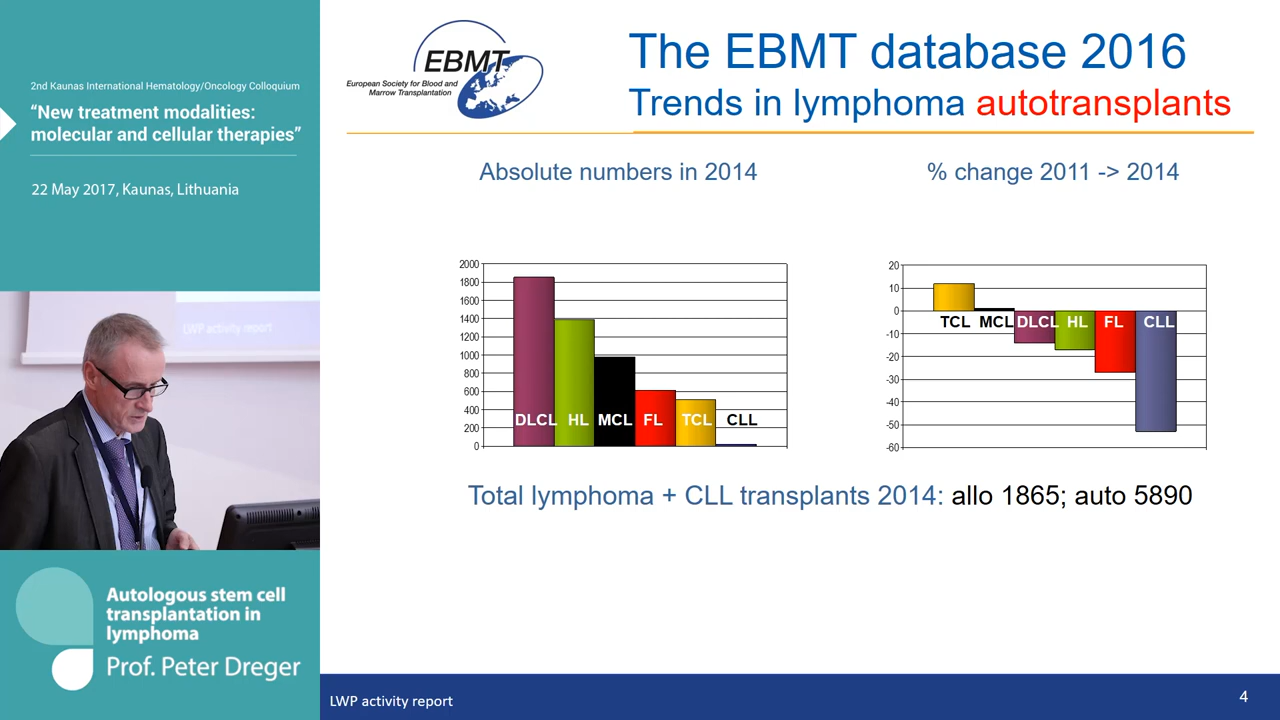 2nd Kaunas International Hematology/Oncology Colloquium
“New treatment modalities:
molecular and cellular therapies”
22 May 2017, Kaunas, Lithuania
LWP activity report
Autologous stem cell
transplantation in
lymphoma
Prof. Peter Dreger
EBMT
European Society for Blood and
Marrow Transplantation
The EBMT database 2016
Trends in lymphoma autotransplants
Absolute numbers in 2014
2000
1800
1600
1400
1200
1000
800
600
400
200
0
DLCL HL MCL FL TCL CLL
% change 2011 -> 2014
20
10
0
-10
-20
-30
-40
-50
-60
TCL MCL DLCL HL FL CLL
Total lymphoma + CLL transplants 2014: allo 1865; auto 5890
LWP activity report
4